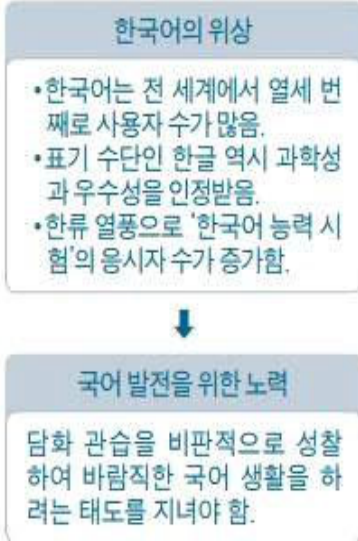 한국어의 위상
•한국어는 전 세계에서 열세 번
째로 사용자 수가 많음.
•표기 수단인 한글 역시 과학성
과 우수성을 인정받음.
•한류 열풍으로 '한국어 능력 시
험'의 응시자 수가 증가함.
국어 발전을 위한 노력
담화 관습을 비판적으로 성찰
하여 바람직한 국어 생활을 하
려는 태도를 지녀야 함.